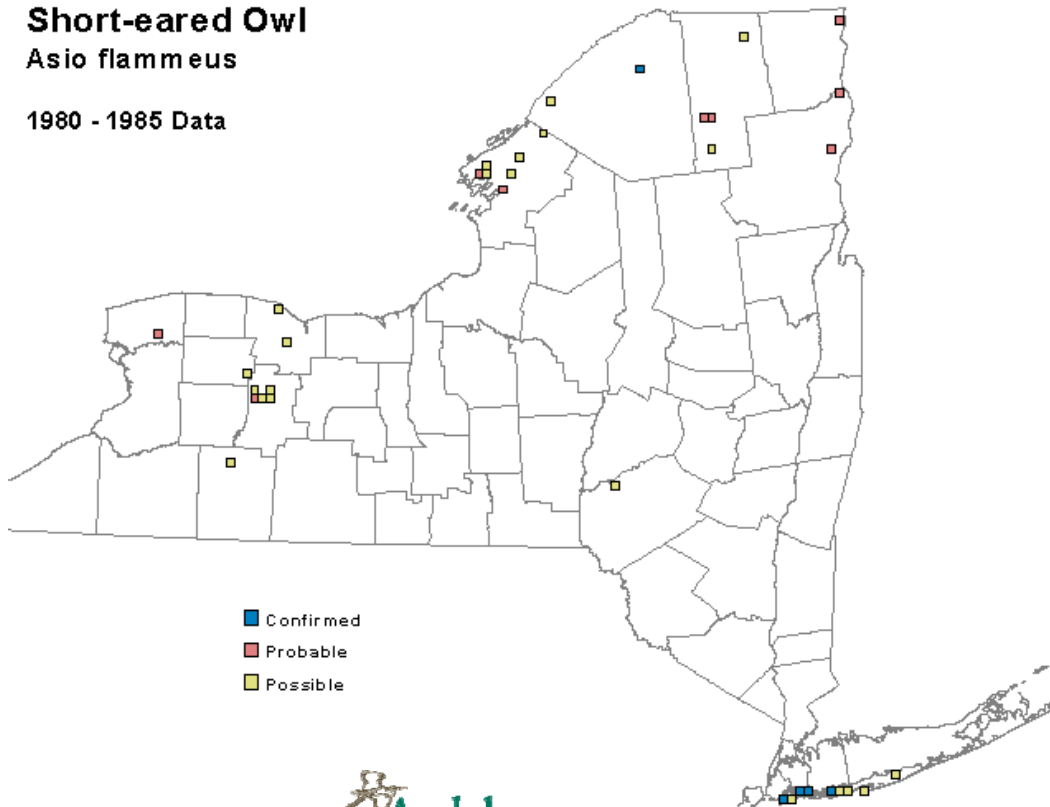 Short-eared Owl
Asio flammeus
1980 - 1985 Data
Confirmed
Probable
Possible